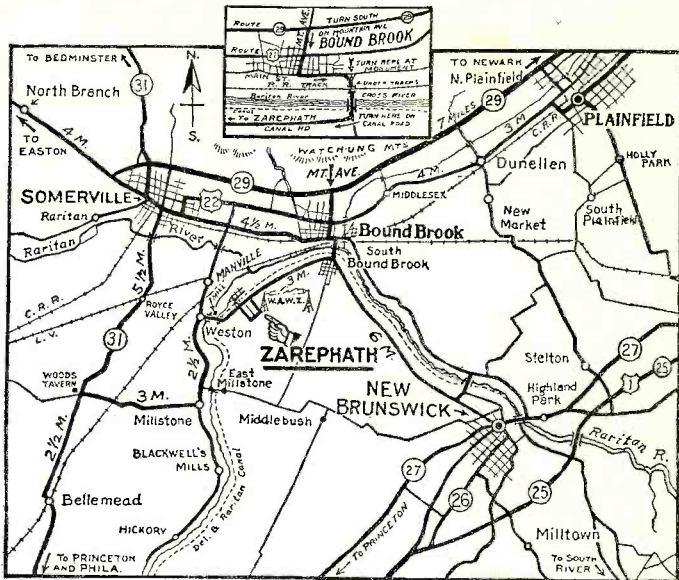 ROUTE
28
TURN SOUTH
28
ON MOUNTAIN AVE.
MT. AVE.
ROUTE
BOUND BROOK
TURN HERE AT
MONUMENT
MAIN ST.
R. R. TRACK
UNDER TRACKS
Raritan River
CROSS RIVER
Canal
TO ZAREPHATH
CANAL RD
TURN HERE ON
CANAL ROAD
TO BEDMINSTER
31
N.
S.
North Branch
4 M.
TO
EASTON
TO NEWARK
N. Plainfield
29
7 MILES
3 M.
C.R.R.
PLAINFIELD
HOLLY
PARK
Dunellen
WATCHUNG MTS
MT. AVE.
4 M.
MIDDLESEX
29
22
SOMERVILLE
Raritan
Raritan
River
4½ M.
Bound Brook
South
Bound Brook
New
Market
South
Plainfield
MANVILLE
3 M.
W.A.W.Z.
5½ M.
C.R.R.
L.V.
ROYCE
VALLEY
31
Weston
ZAREPHATH
6 M.
2½ M.
East
Millstone
WOODS
TAVERN
3 M.
Millstone
Middlebush
NEW
BRUNSWICK
Stelton
Highland
Park
27
1
25
Raritan R.
2½ M.
BLACKWELL'S
MILLS
Del. & Raritan Canal
Bellemead
HICKORY
27
26
25
TO PRINCETON
Milltown
TO PRINCETON
AND PHILA.
TO SOUTH
RIVER